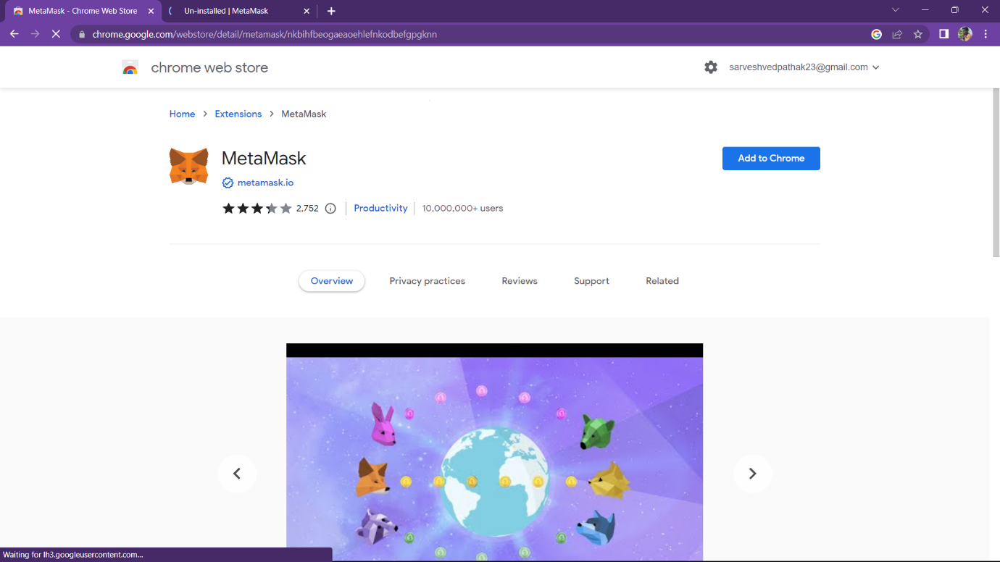 MetaMask - Chrome Web Store
Un-installed | MetaMask
chrome.google.com/webstore/detail/metamask/nkbihfbeogaeaoehlefnkodbefgpgknn
chrome web store
sarveshvedpathak23@gmail.com
Home > Extensions > MetaMask
MetaMask
Add to Chrome
metamask.io
2,752
Productivity
10,000,000+ users
Overview
Privacy practices
Reviews
Support
Related
Waiting for lh3.googleusercontent.com...